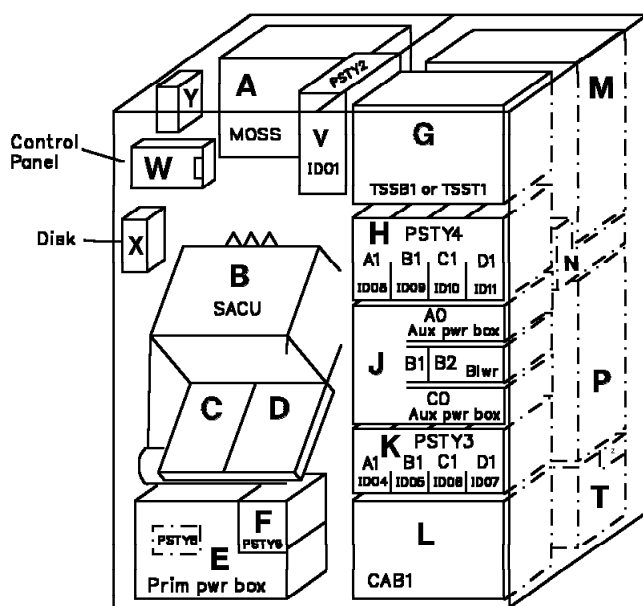 PSTY2
Y
A
M
MOSS
V
G
Control
Panel
W
ID01
TSSB1 or TSST1
Disk
X
H
PSTY4
A1
B1
C1
D1
ID08
ID09
ID10
ID11
N
B
SACU
A0
Aux pwr box
J
B1
B2
Blwr
P
C0
Aux pwr box
C
D
K
PSTY3
A1
B1
C1
D1
ID04
ID05
ID06
ID07
T
F
PSTY6
PSTY5
E
Prim pwr box
L
CAB1